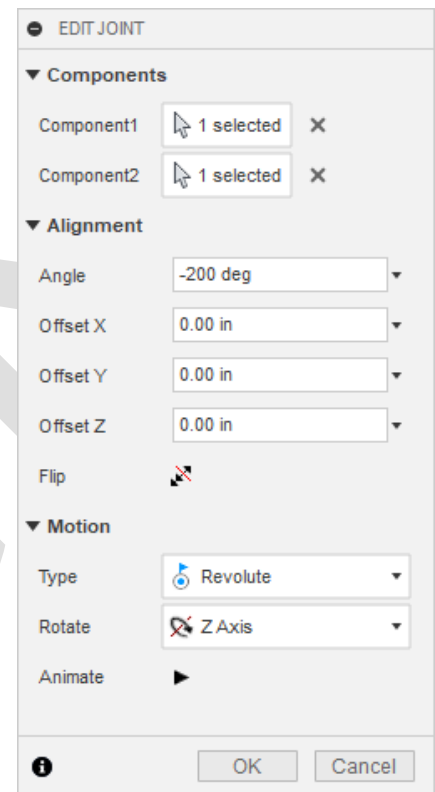 EDIT JOINT
Components
Component1 1 selected
Component2 1 selected
Alignment
Angle -200 deg
Offset X 0.00 in
Offset Y 0.00 in
Offset Z 0.00 in
Flip
Motion
Type Revolute
Rotate Z Axis
Animate
OK Cancel